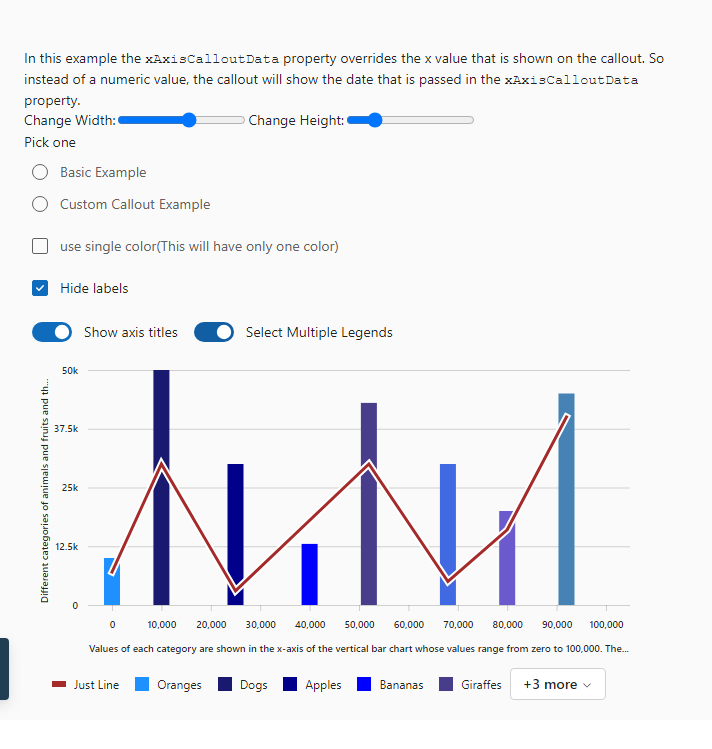 In this example the xAxisCalloutData property overrides the x value that is shown on the callout. So
instead of a numeric value, the callout will show the date that is passed in the xAxisCalloutData
property.
Change Width: Change Height:
Pick one
Basic Example
Custom Callout Example
use single color(This will have only one color)
Hide labels
Show axis titles Select Multiple Legends
Different categories of animals and fruits and th...
50k
37.5k
25k
12.5k
0
0 10,000 20,000 30,000 40,000 50,000 60,000 70,000 80,000 90,000 100,000
Values of each category are shown in the x-axis of the vertical bar chart whose values range from zero to 100,000. The...
Just Line Oranges Dogs Apples Bananas Giraffes +3 more